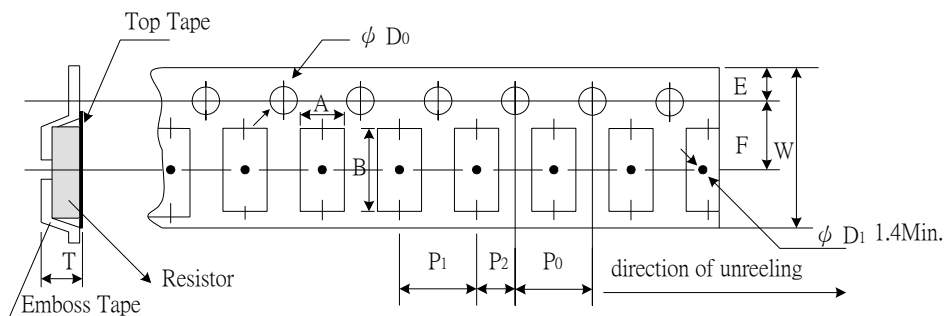 Top Tape
φ D0
A
E
F
W
B
φ D1 1.4Min.
T
Resistor
P1
P2
P0
direction of unreeling
Emboss Tape